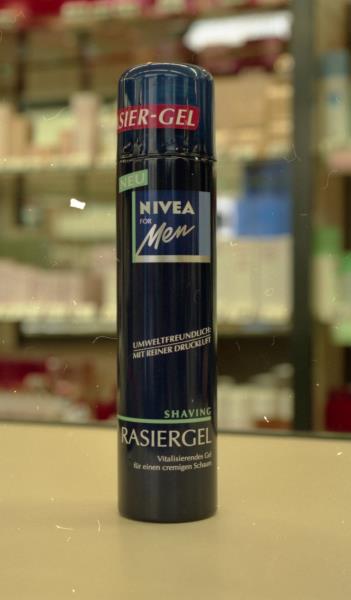 SIER-GEL
NEU
NIVEA
FOR
Men
UMWELTFREUNDLICH:
MIT REINER DRUCKLUFT
SHAVING
RASIERGEL
Vitalisierendes Gel
für einen cremigen Schaum